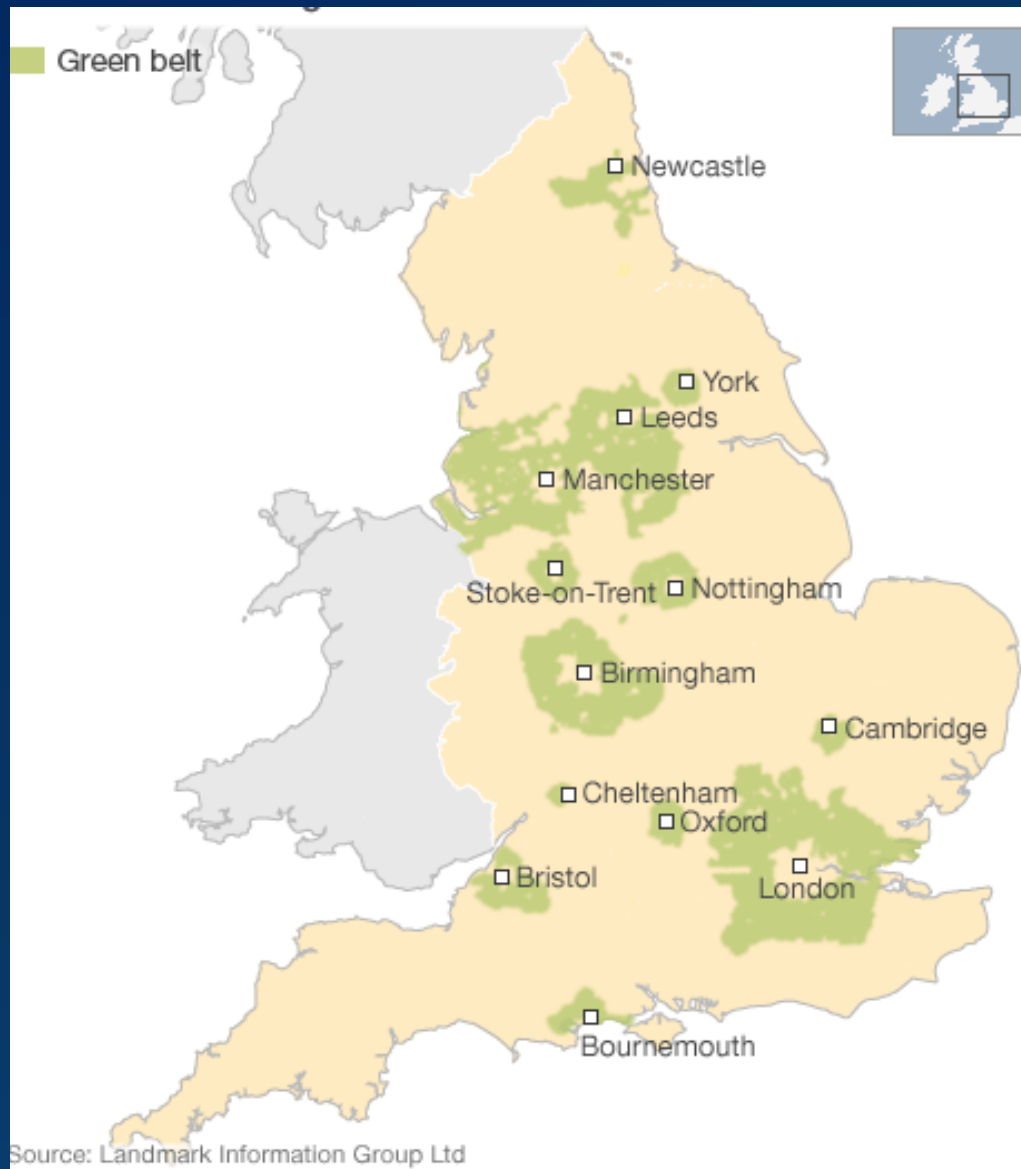 Green belt
Newcastle
York
Leeds
Manchester
Stoke-on-Trent
Nottingham
Birmingham
Cambridge
Cheltenham
Oxford
Bristol
London
Bournemouth
Source: Landmark Information Group Ltd